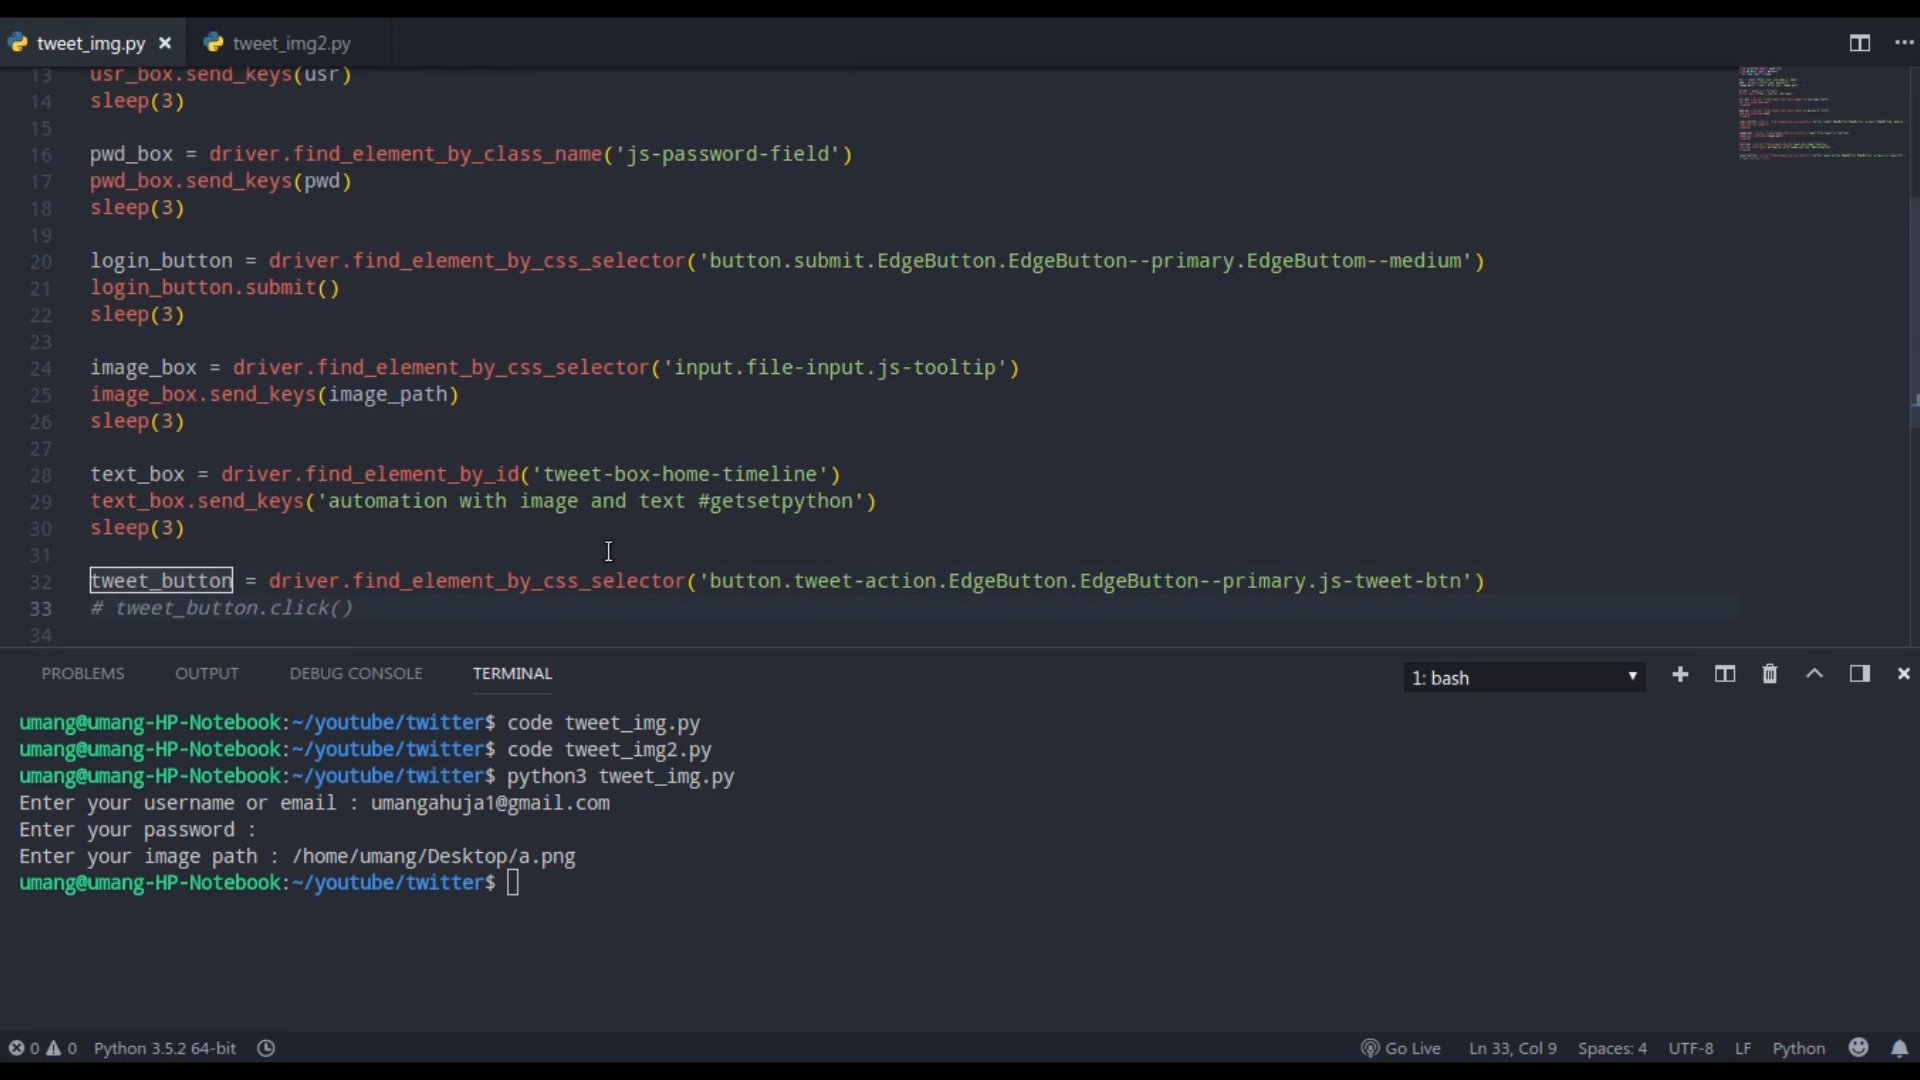 tweet_img.py
tweet_img2.py
13 usr_box.send_keys(usr)
14 sleep(3)
15
16 pwd_box = driver.find_element_by_class_name('js-password-field')
17 pwd_box.send_keys(pwd)
18 sleep(3)
19
20 login_button = driver.find_element_by_css_selector('button.submit.EdgeButton.EdgeButton--primary.EdgeButtom--medium')
21 login_button.submit()
22 sleep(3)
23
24 image_box = driver.find_element_by_css_selector('input.file-input.js-tooltip')
25 image_box.send_keys(image_path)
26 sleep(3)
27
28 text_box = driver.find_element_by_id('tweet-box-home-timeline')
29 text_box.send_keys('automation with image and text #getsetpython')
30 sleep(3)
31
32 tweet_button = driver.find_element_by_css_selector('button.tweet-action.EdgeButton.EdgeButton--primary.js-tweet-btn')
33 # tweet_button.click()
34
PROBLEMS OUTPUT DEBUG CONSOLE TERMINAL 1: bash
umang@umang-HP-Notebook:~/youtube/twitter$ code tweet_img.py
umang@umang-HP-Notebook:~/youtube/twitter$ code tweet_img2.py
umang@umang-HP-Notebook:~/youtube/twitter$ python3 tweet_img.py
Enter your username or email : umangahuja1@gmail.com
Enter your password :
Enter your image path : /home/umang/Desktop/a.png
umang@umang-HP-Notebook:~/youtube/twitter$
0 0 Python 3.5.2 64-bit Go Live Ln 33, Col 9 Spaces: 4 UTF-8 LF Python